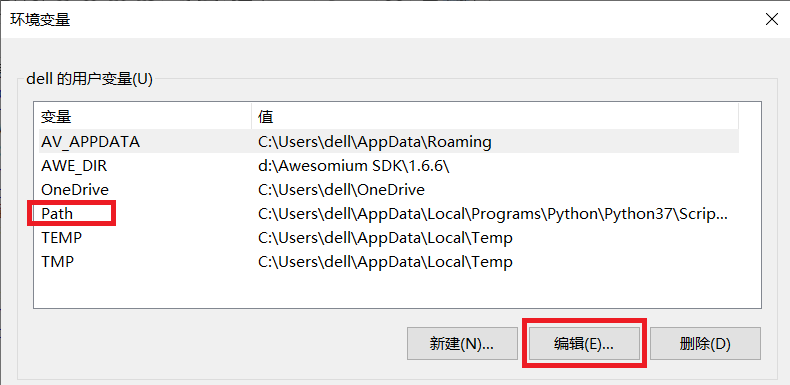 环境变量
dell 的用户变量(U)
变量 值
AV_APPDATA C:\Users\dell\AppData\Roaming
AWE_DIR d:\Awesomium SDK\1.6.6\
OneDrive C:\Users\dell\OneDrive
Path C:\Users\dell\AppData\Local\Programs\Python\Python37\Scrip...
TEMP C:\Users\dell\AppData\Local\Temp
TMP C:\Users\dell\AppData\Local\Temp
新建(N)... 编辑(E)... 删除(D)